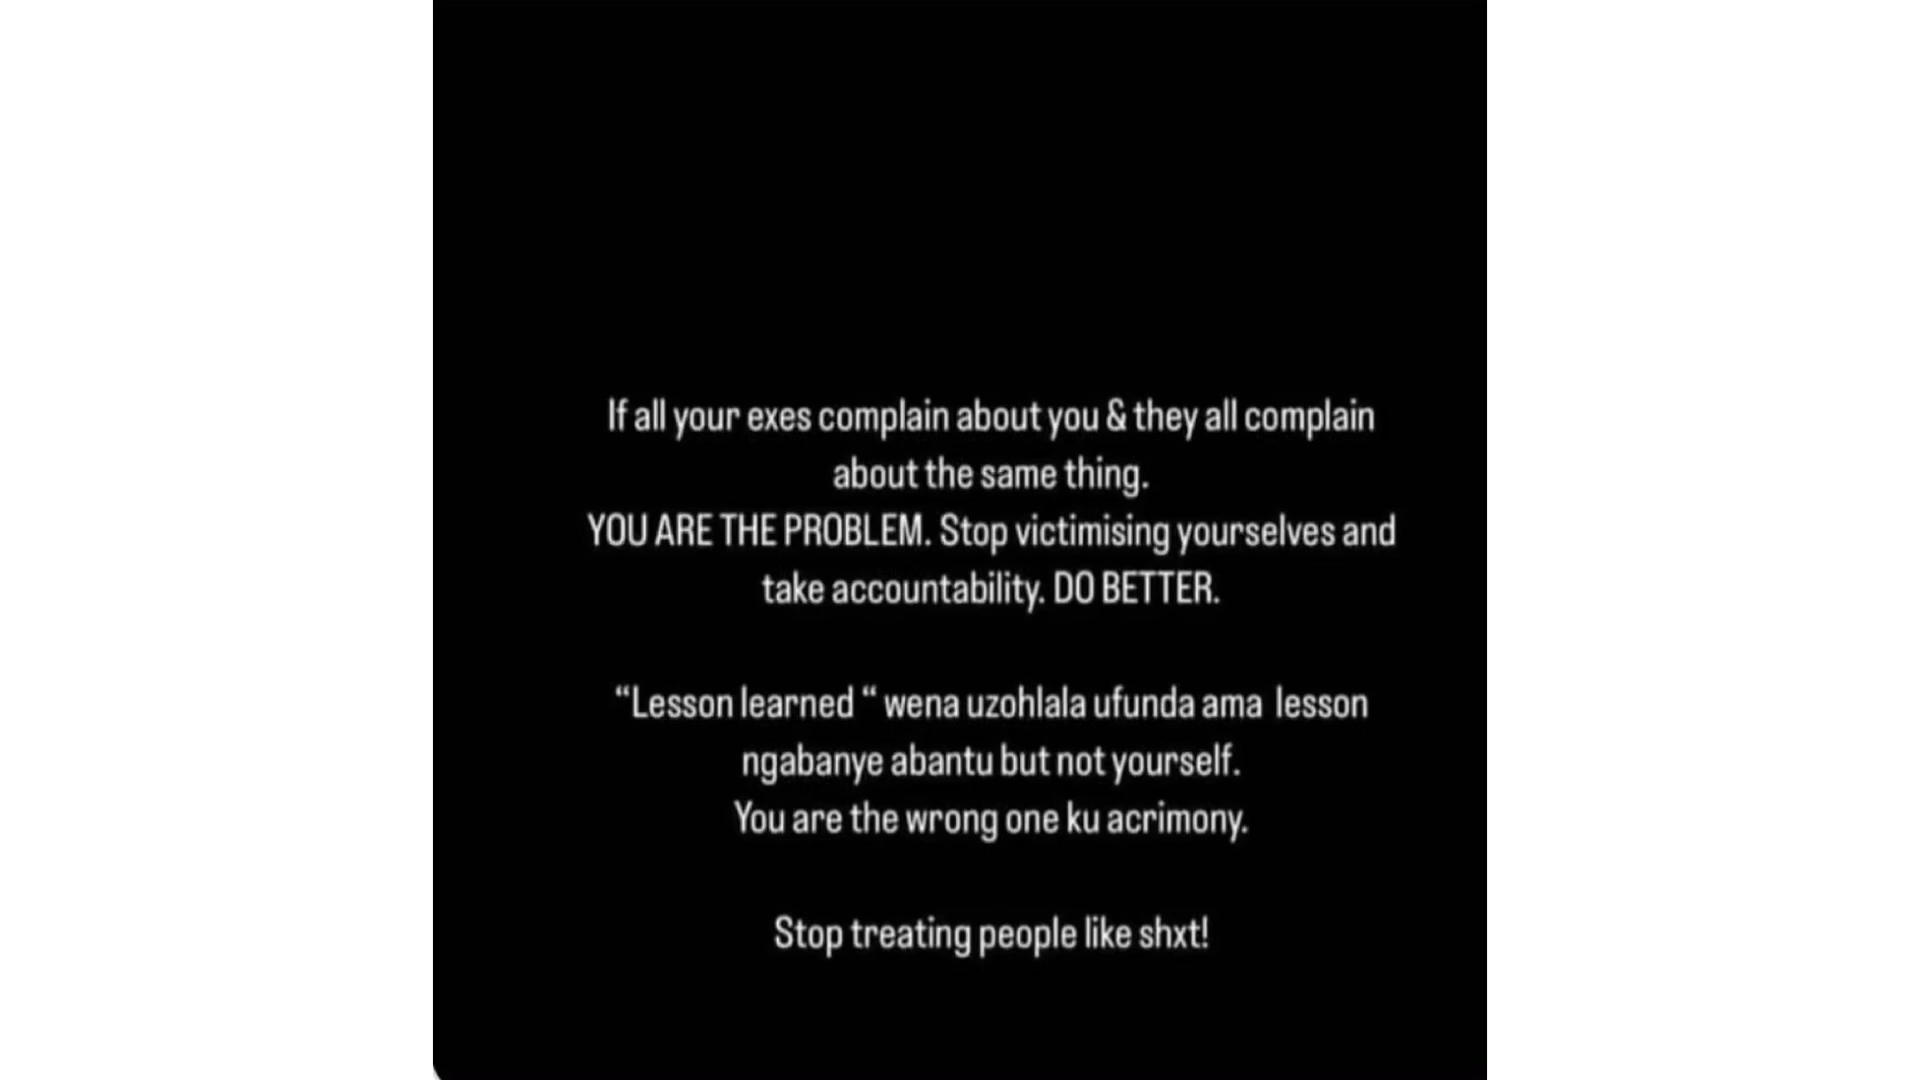 If all your exes complain about you & they all complain
about the same thing.
YOU ARE THE PROBLEM. Stop victimising yourselves and
take accountability. DO BETTER.
“Lesson learned “ wena uzohlala ufunda ama lesson
ngabanye abantu but not yourself.
You are the wrong one ku acrimony.
Stop treating people like shxt!